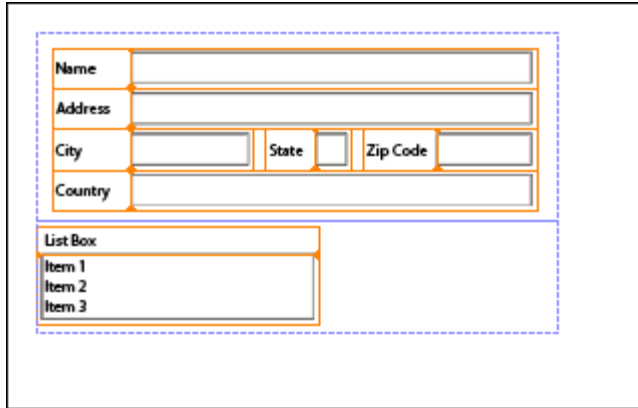 Name
Address
City State Zip Code
Country
List Box
Item 1
Item 2
Item 3